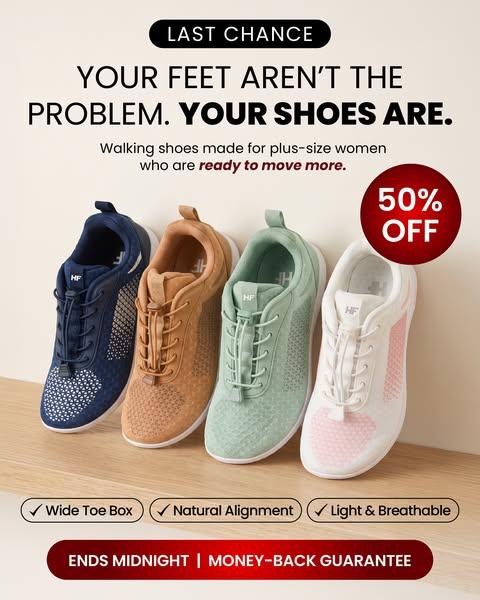 LAST CHANCE
YOUR FEET AREN’T THE
PROBLEM. YOUR SHOES ARE.
Walking shoes made for plus-size women
who are ready to move more.
50%
OFF
HF
HF
HF
✓ Wide Toe Box
✓ Natural Alignment
✓ Light & Breathable
ENDS MIDNIGHT | MONEY-BACK GUARANTEE